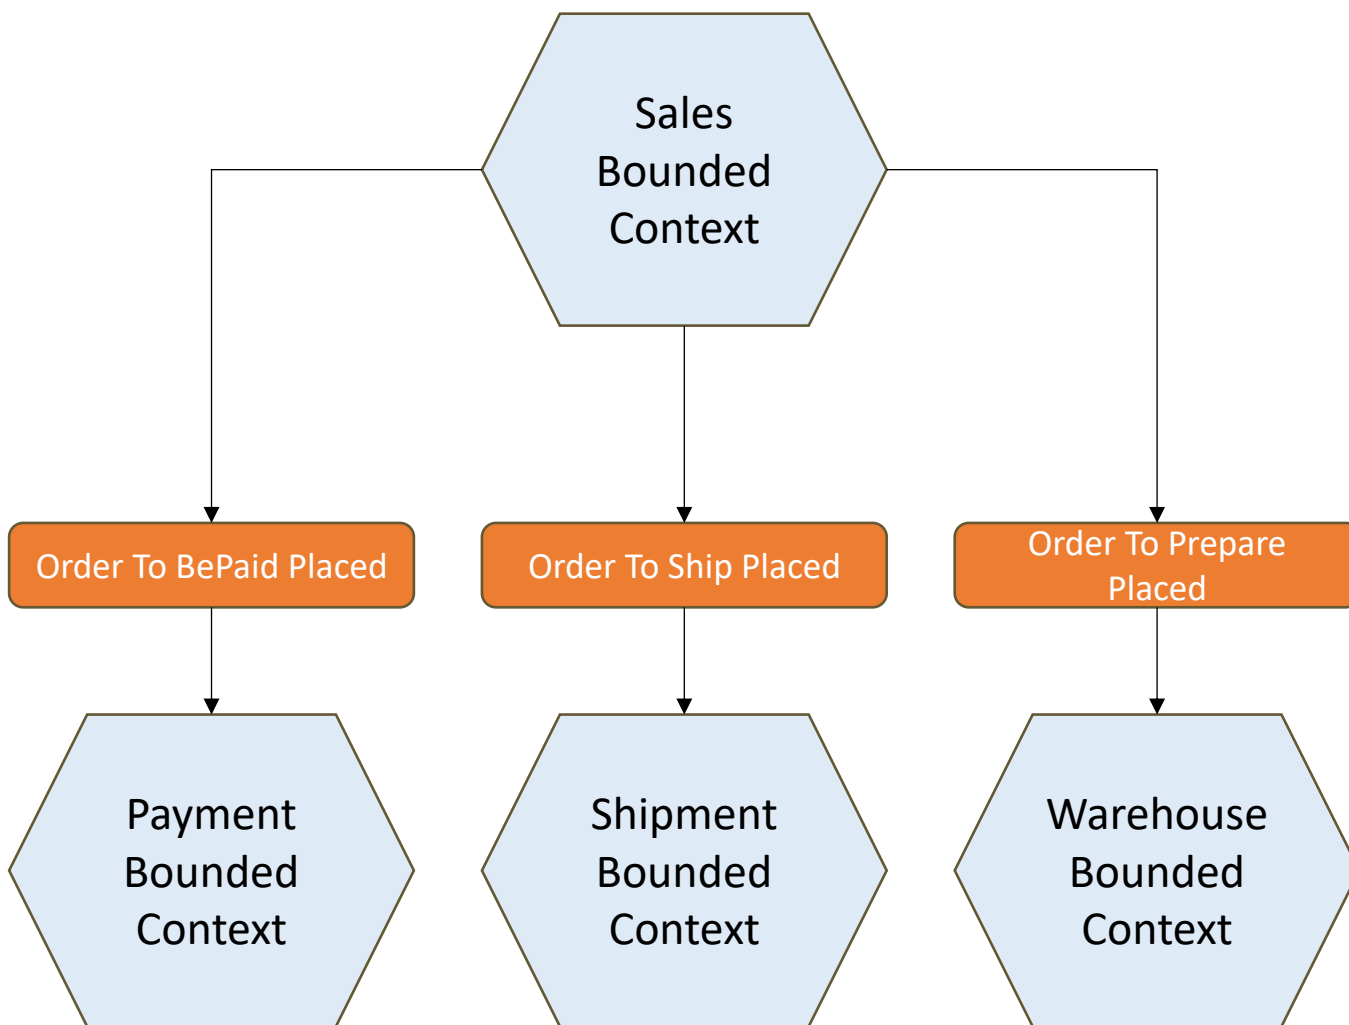 Sales
Bounded
Context
Order To BePaid Placed
Order To Ship Placed
Order To Prepare
Placed
Payment
Bounded
Context
Shipment
Bounded
Context
Warehouse
Bounded
Context